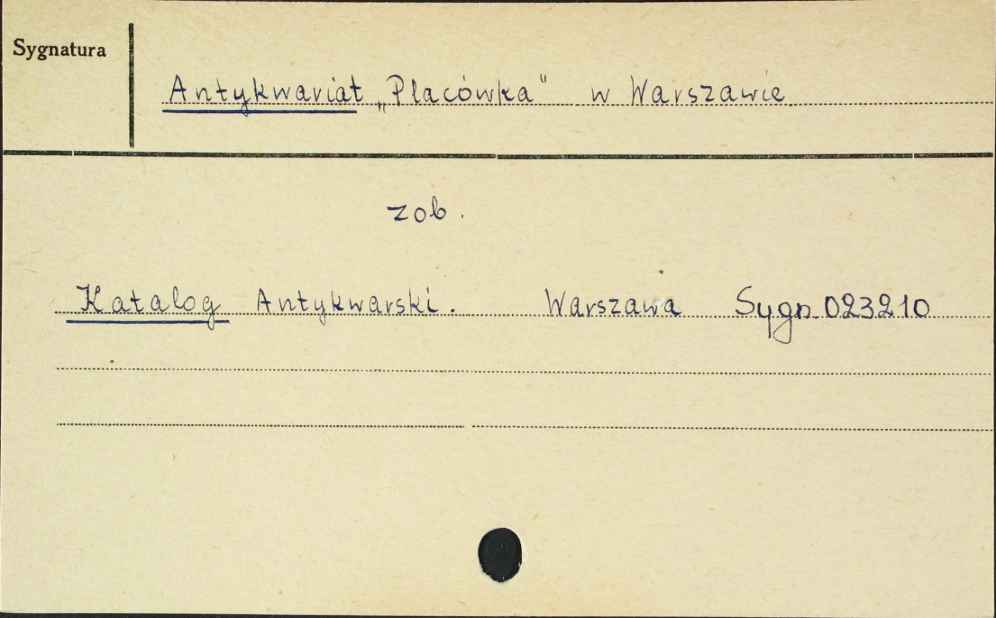 Sygnatura
Antykwariat „Placówka" w Warszawie
zob.
Katalog Antykwarski. Warszawa Sygn. 023210